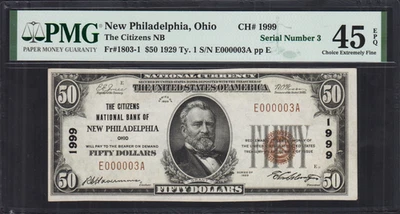 PMG
PAPER MONEY GUARANTY
New Philadelphia, Ohio CH# 1999
The Citizens NB Serial Number 3
Fr#1803-1 $50 1929 Ty. 1 S/N E000003A pp E
45 EPQ
Choice Extremely Fine
NATIONAL CURRENCY
THE UNITED STATES OF AMERICA
50 50
E000003A
THE CITIZENS
NATIONAL BANK OF
NEW PHILADELPHIA
OHIO
WILL PAY TO THE BEARER ON DEMAND
FIFTY DOLLARS
E000003A
1999
1999
50 50
FIFTY DOLLARS